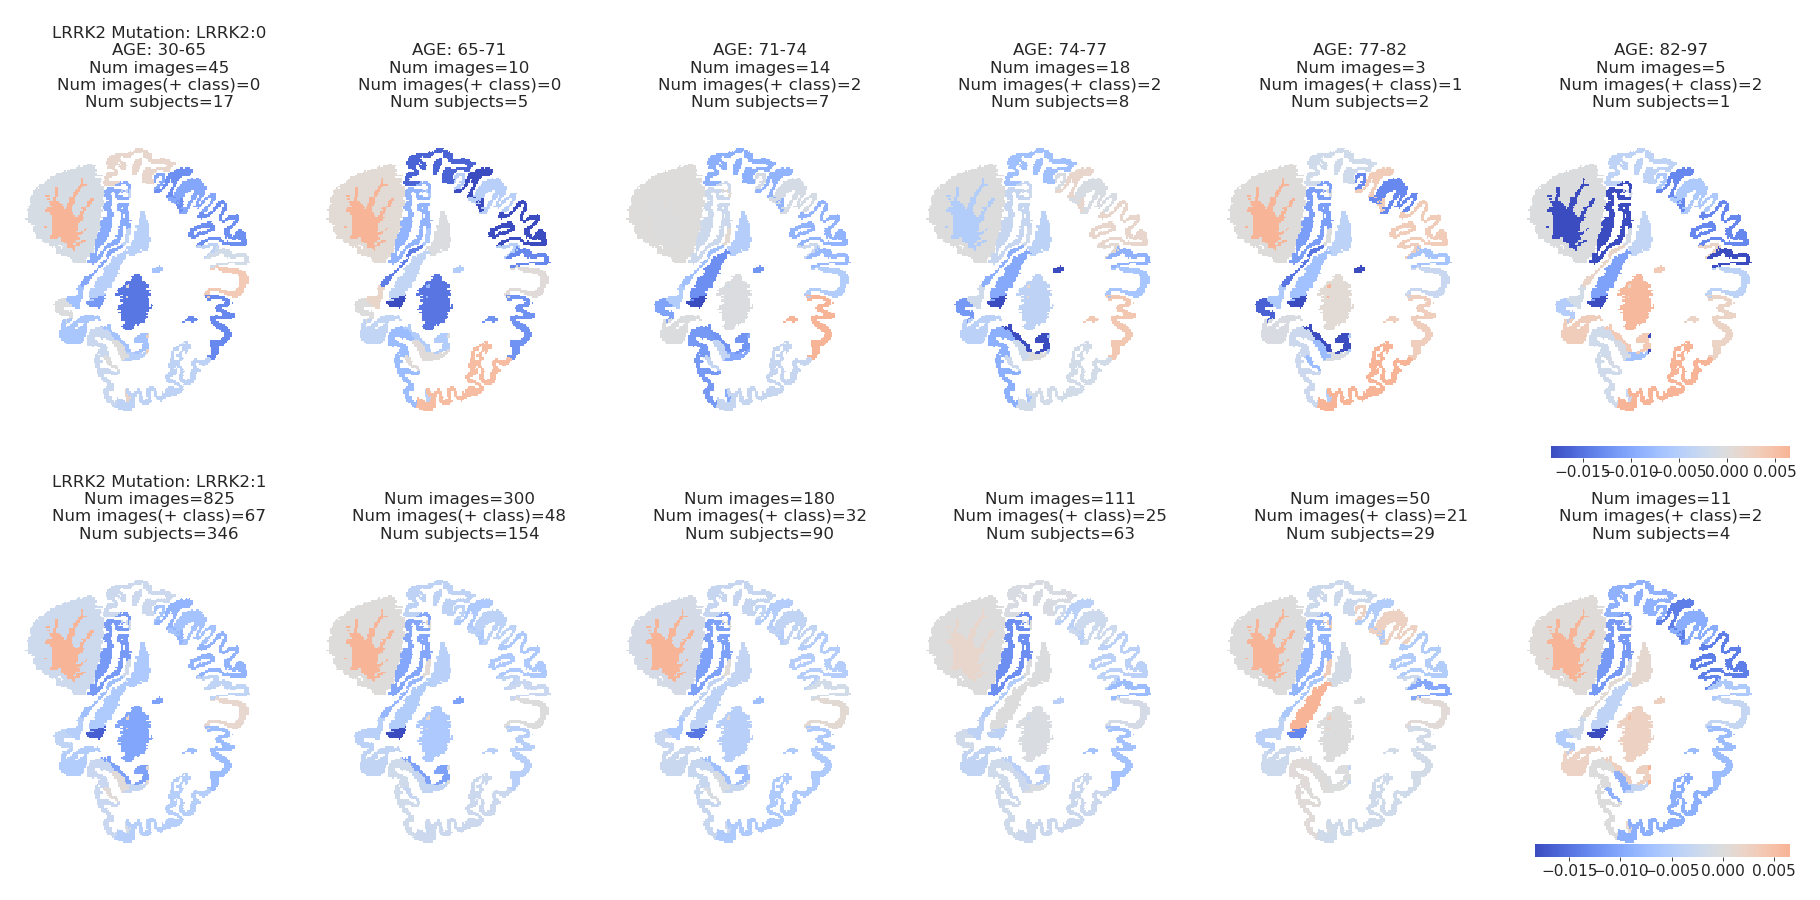 LRRK2 Mutation: LRRK2:0
AGE: 30-65
Num images=45
Num images(+ class)=0
Num subjects=17
AGE: 65-71
Num images=10
Num images(+ class)=0
Num subjects=5
AGE: 71-74
Num images=14
Num images(+ class)=2
Num subjects=7
AGE: 74-77
Num images=18
Num images(+ class)=2
Num subjects=8
AGE: 77-82
Num images=3
Num images(+ class)=1
Num subjects=2
AGE: 82-97
Num images=5
Num images(+ class)=2
Num subjects=1
−0.015 −0.010 −0.005 0.000 0.005
LRRK2 Mutation: LRRK2:1
Num images=825
Num images(+ class)=67
Num subjects=346
Num images=300
Num images(+ class)=48
Num subjects=154
Num images=180
Num images(+ class)=32
Num subjects=90
Num images=111
Num images(+ class)=25
Num subjects=63
Num images=50
Num images(+ class)=21
Num subjects=29
Num images=11
Num images(+ class)=2
Num subjects=4
−0.015 −0.010 −0.005 0.000 0.005